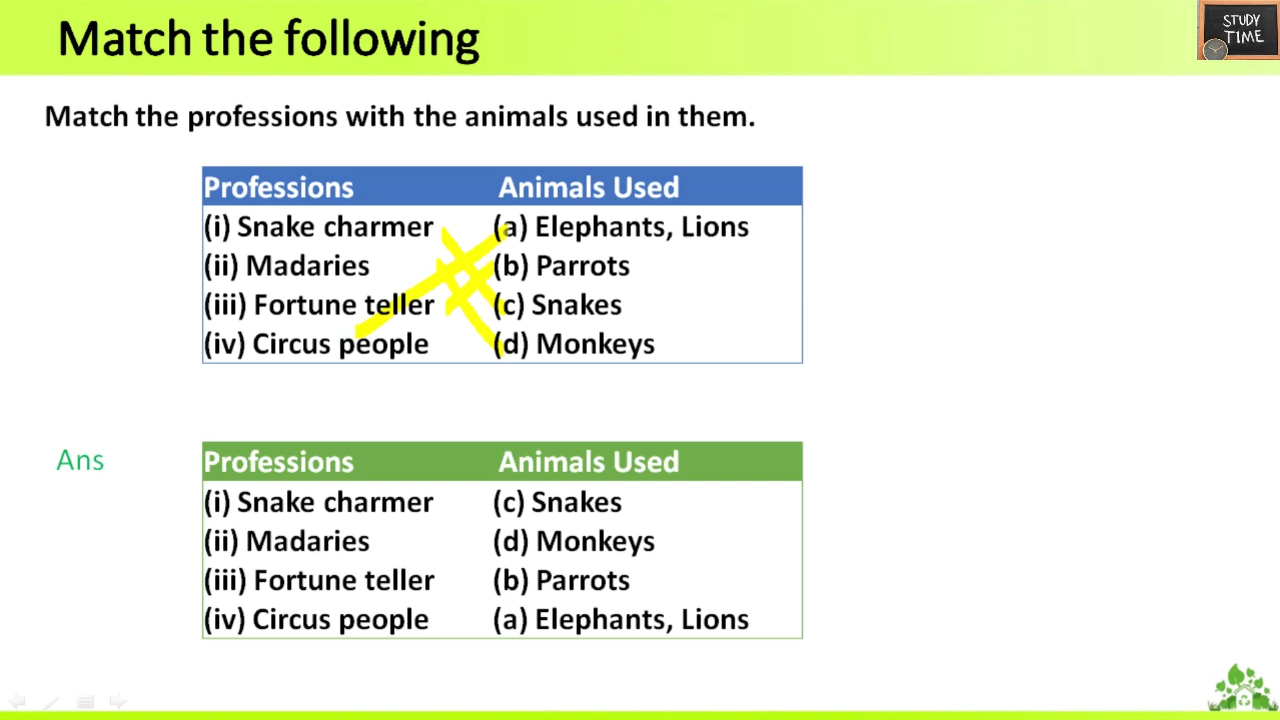 Match the following
STUDY
TIME
Match the professions with the animals used in them.
Professions Animals Used
(i) Snake charmer (a) Elephants, Lions
(ii) Madaries (b) Parrots
(iii) Fortune teller (c) Snakes
(iv) Circus people (d) Monkeys
Ans
Professions Animals Used
(i) Snake charmer (c) Snakes
(ii) Madaries (d) Monkeys
(iii) Fortune teller (b) Parrots
(iv) Circus people (a) Elephants, Lions